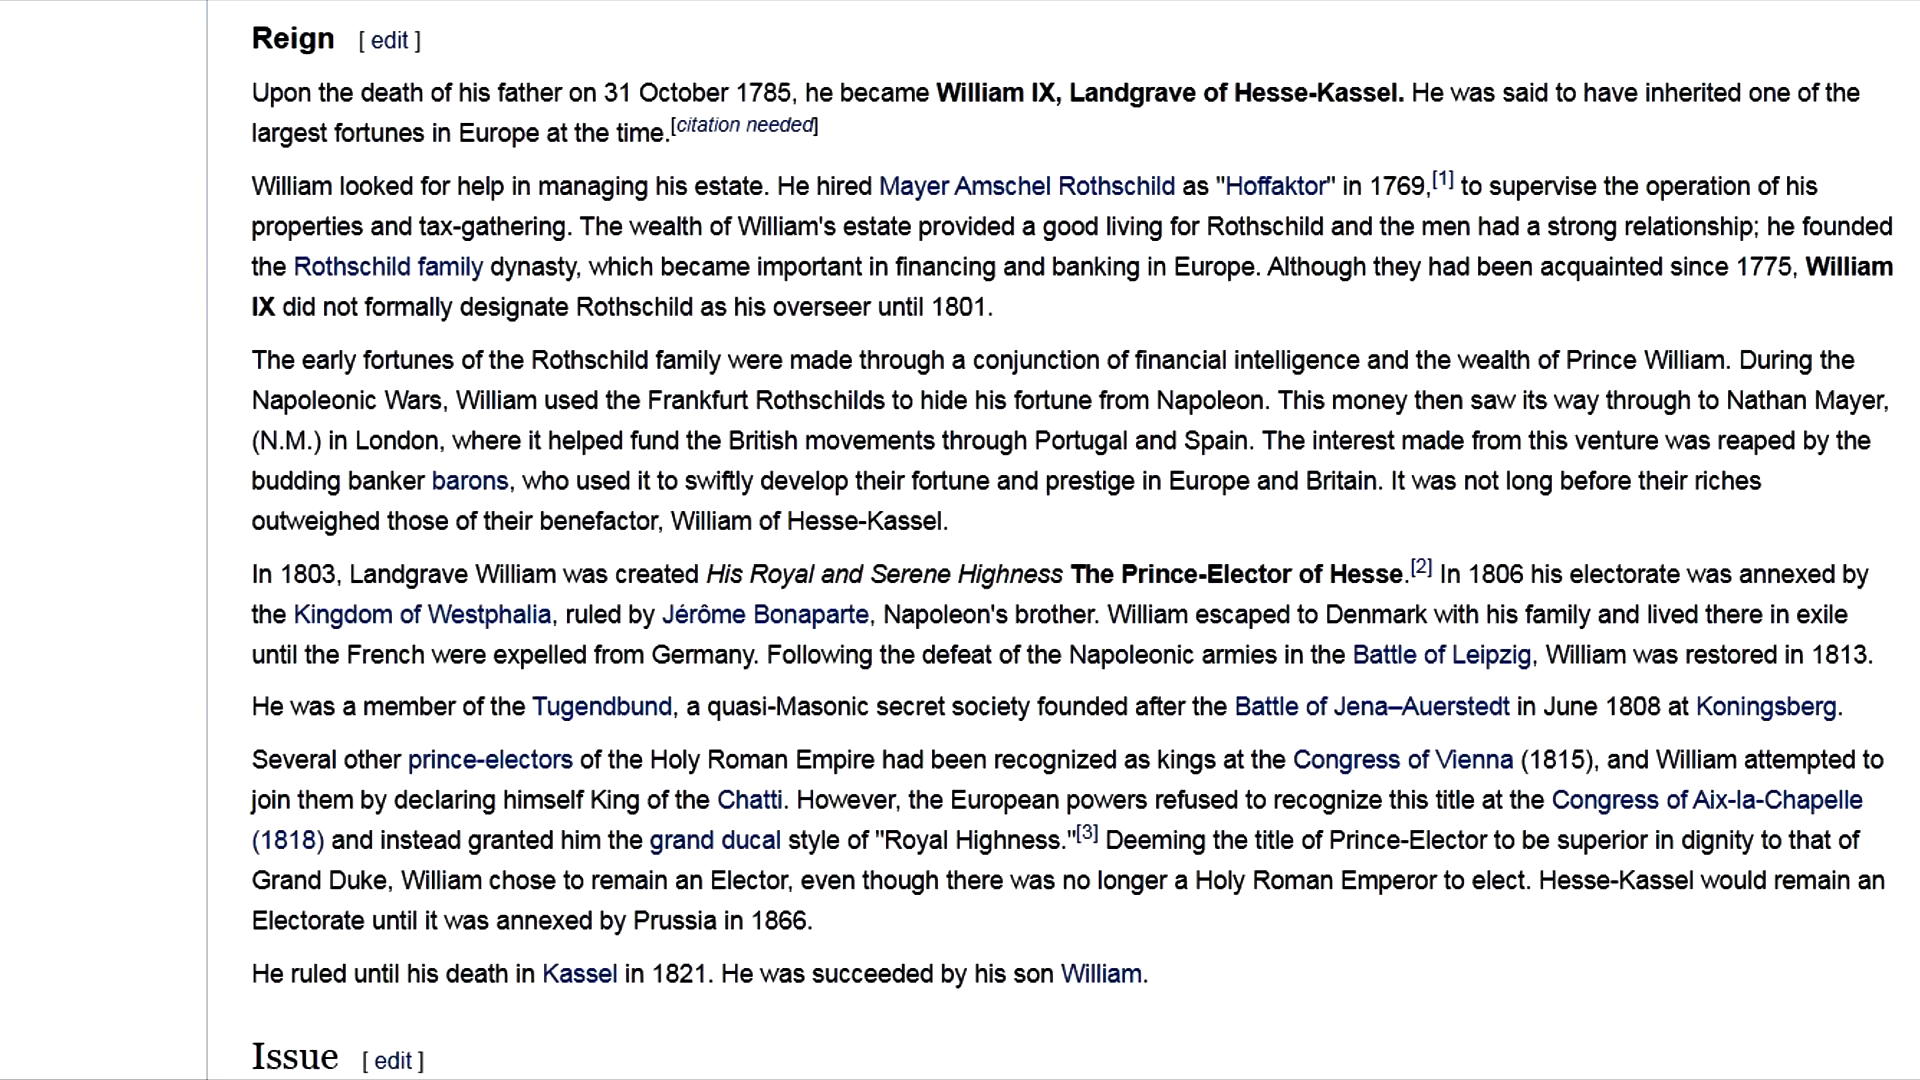 Reign [ edit ]
Upon the death of his father on 31 October 1785, he became William IX, Landgrave of Hesse-Kassel. He was said to have inherited one of the
largest fortunes in Europe at the time.[citation needed]
William looked for help in managing his estate. He hired Mayer Amschel Rothschild as "Hoffaktor" in 1769,[1] to supervise the operation of his
properties and tax-gathering. The wealth of William's estate provided a good living for Rothschild and the men had a strong relationship; he founded
the Rothschild family dynasty, which became important in financing and banking in Europe. Although they had been acquainted since 1775, William
IX did not formally designate Rothschild as his overseer until 1801.
The early fortunes of the Rothschild family were made through a conjunction of financial intelligence and the wealth of Prince William. During the
Napoleonic Wars, William used the Frankfurt Rothschilds to hide his fortune from Napoleon. This money then saw its way through to Nathan Mayer,
(N.M.) in London, where it helped fund the British movements through Portugal and Spain. The interest made from this venture was reaped by the
budding banker barons, who used it to swiftly develop their fortune and prestige in Europe and Britain. It was not long before their riches
outweighed those of their benefactor, William of Hesse-Kassel.
In 1803, Landgrave William was created His Royal and Serene Highness The Prince-Elector of Hesse.[2] In 1806 his electorate was annexed by
the Kingdom of Westphalia, ruled by Jérôme Bonaparte, Napoleon's brother. William escaped to Denmark with his family and lived there in exile
until the French were expelled from Germany. Following the defeat of the Napoleonic armies in the Battle of Leipzig, William was restored in 1813.
He was a member of the Tugendbund, a quasi-Masonic secret society founded after the Battle of Jena–Auerstedt in June 1808 at Koningsberg.
Several other prince-electors of the Holy Roman Empire had been recognized as kings at the Congress of Vienna (1815), and William attempted to
join them by declaring himself King of the Chatti. However, the European powers refused to recognize this title at the Congress of Aix-la-Chapelle
(1818) and instead granted him the grand ducal style of "Royal Highness."[3] Deeming the title of Prince-Elector to be superior in dignity to that of
Grand Duke, William chose to remain an Elector, even though there was no longer a Holy Roman Emperor to elect. Hesse-Kassel would remain an
Electorate until it was annexed by Prussia in 1866.
He ruled until his death in Kassel in 1821. He was succeeded by his son William.
Issue [ edit ]